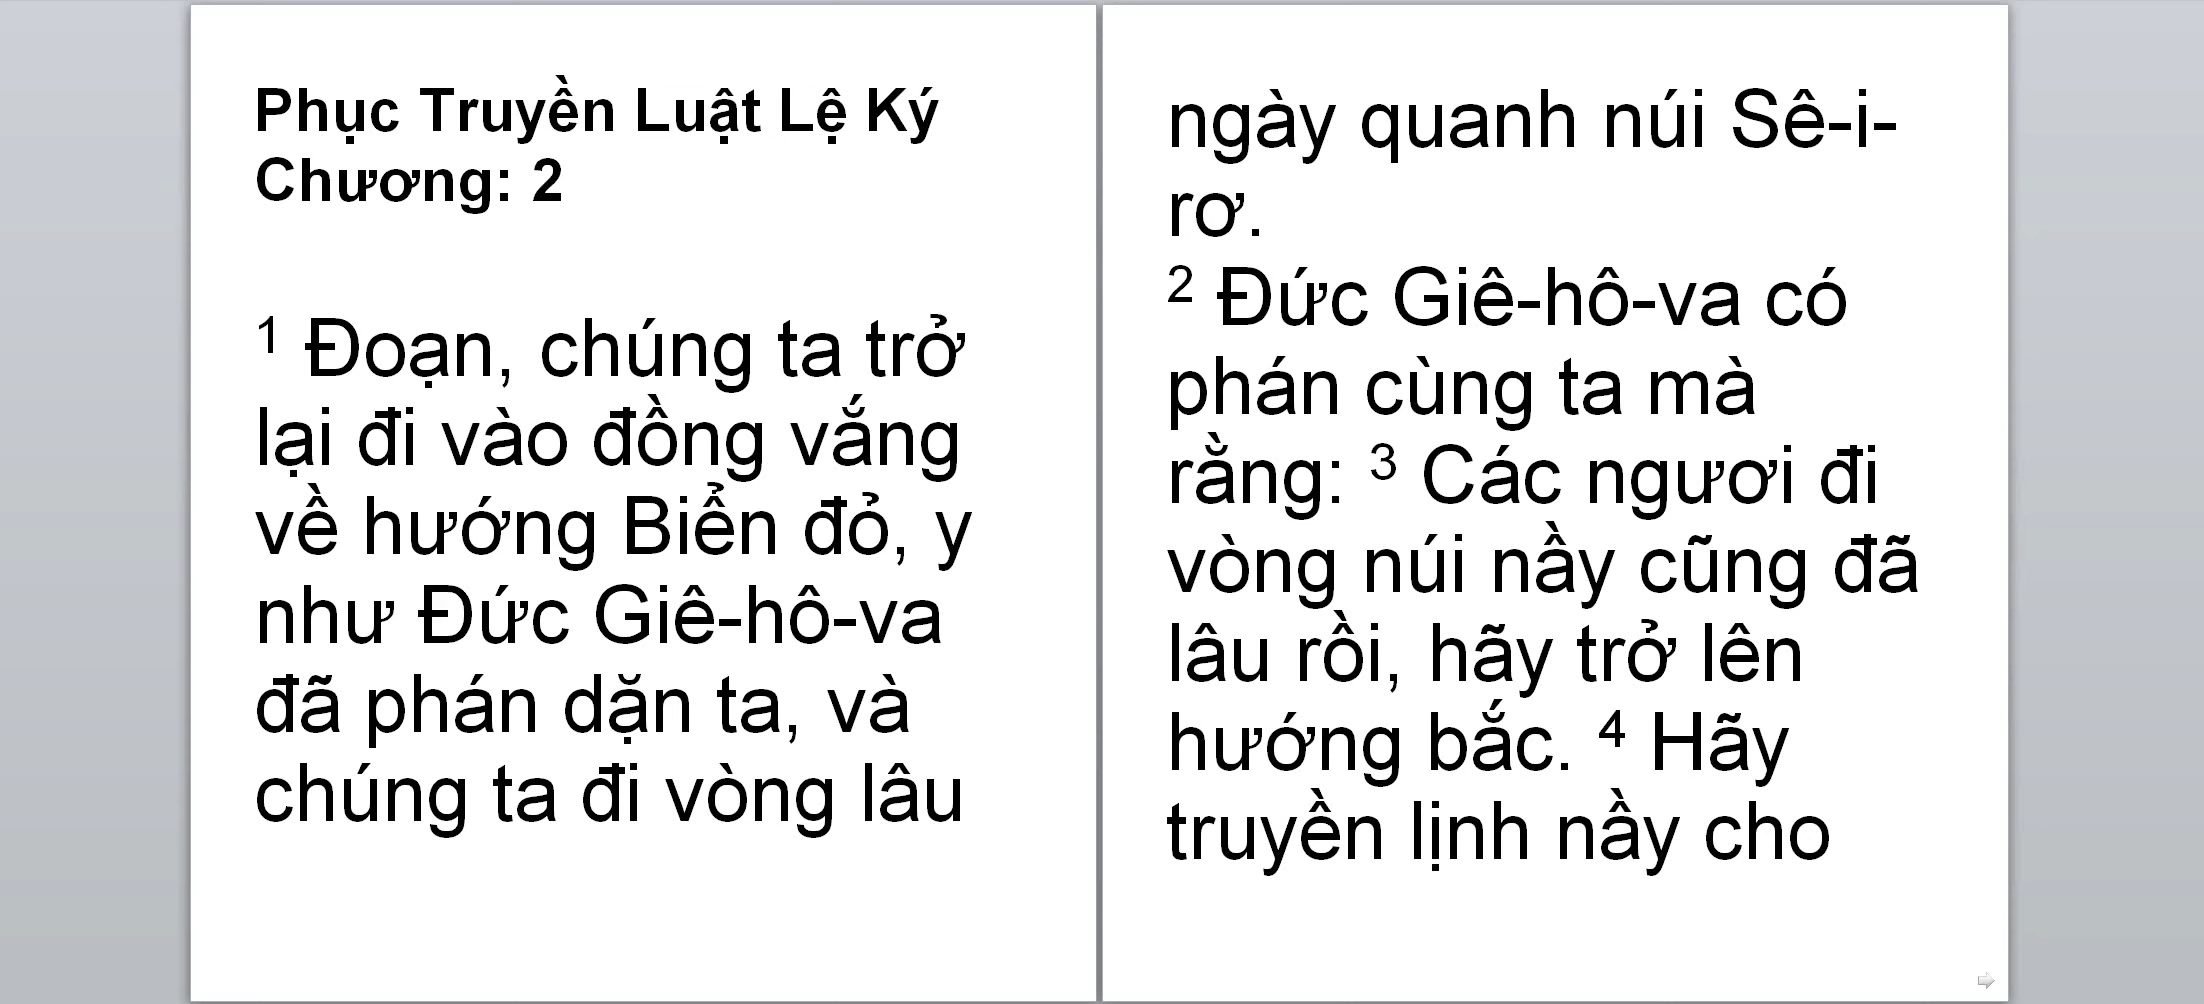 Phục Truyền Luật Lệ Ký
Chương: 2
1 Đoạn, chúng ta trở
lại đi vào đồng vắng
về hướng Biển đỏ, y
như Đức Giê-hô-va
đã phán dặn ta, và
chúng ta đi vòng lâu
ngày quanh núi Sê-i-
rơ.
2 Đức Giê-hô-va có
phán cùng ta mà
rằng: 3 Các ngươi đi
vòng núi nầy cũng đã
lâu rồi, hãy trở lên
hướng bắc. 4 Hãy
truyền lịnh nầy cho